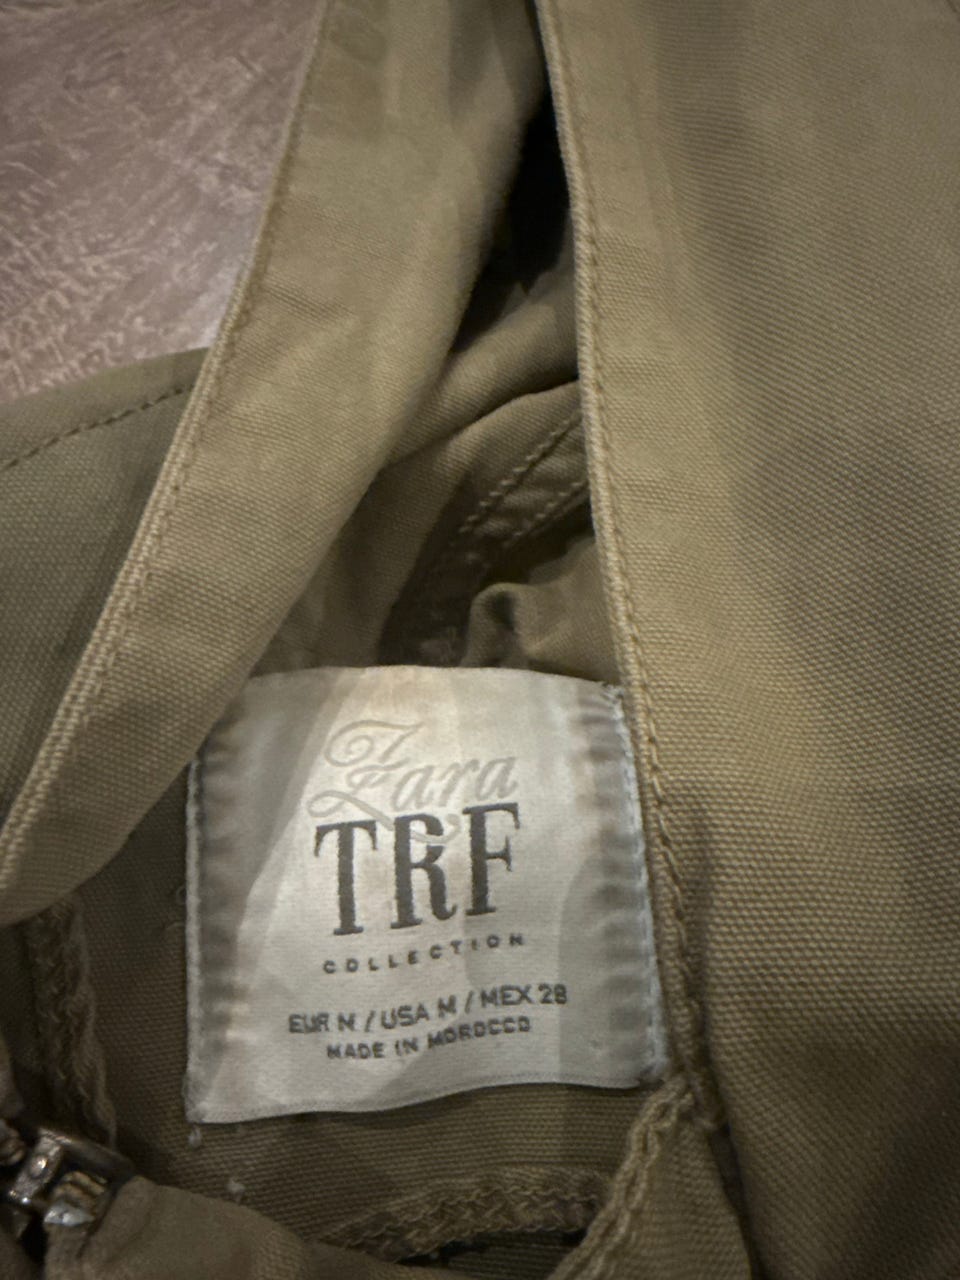 Zara
TRF
COLLECTION
EUR M / USA M / MEX 28
MADE IN MOROCCO